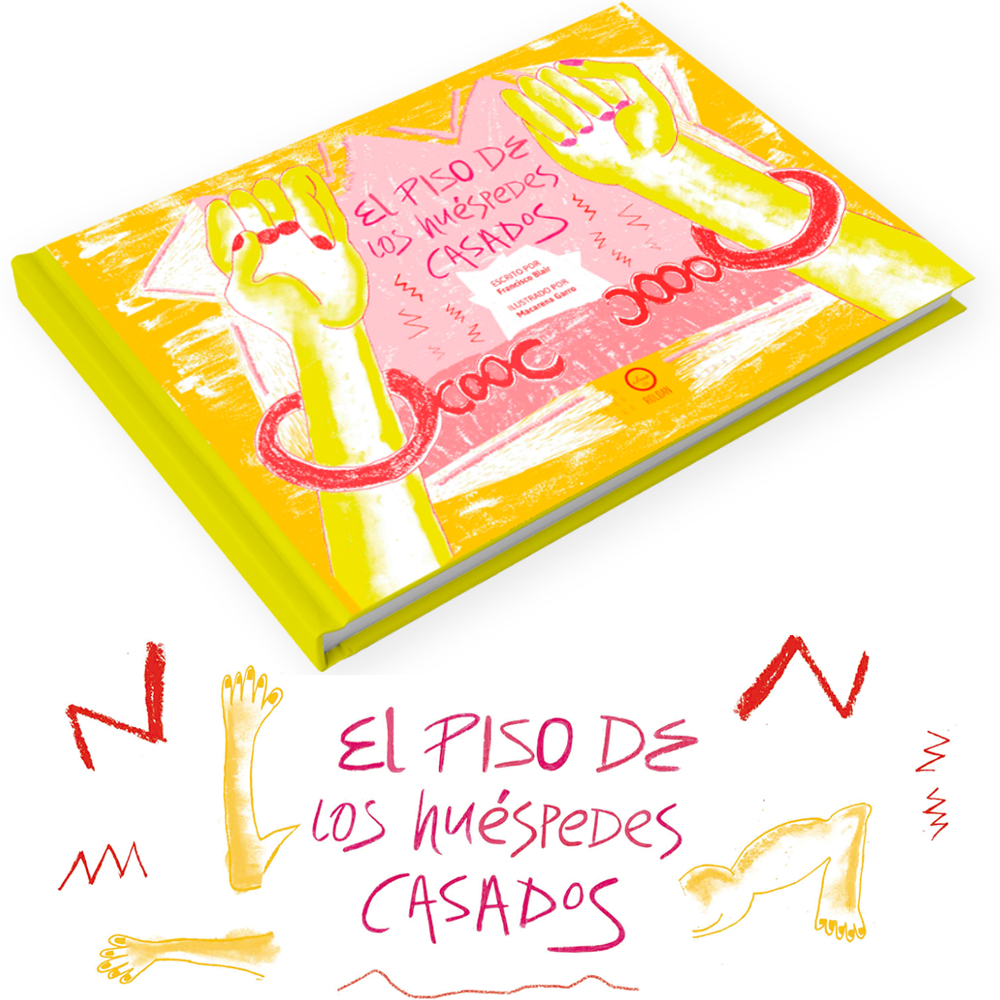 El PISO DE
los huéspedes
CASADOS
ESCRITO POR
Francisco Blair
ILUSTRADO POR
Macarena Garro
ROLDÁN
El PISO DE
los huéspedes
CASADOS